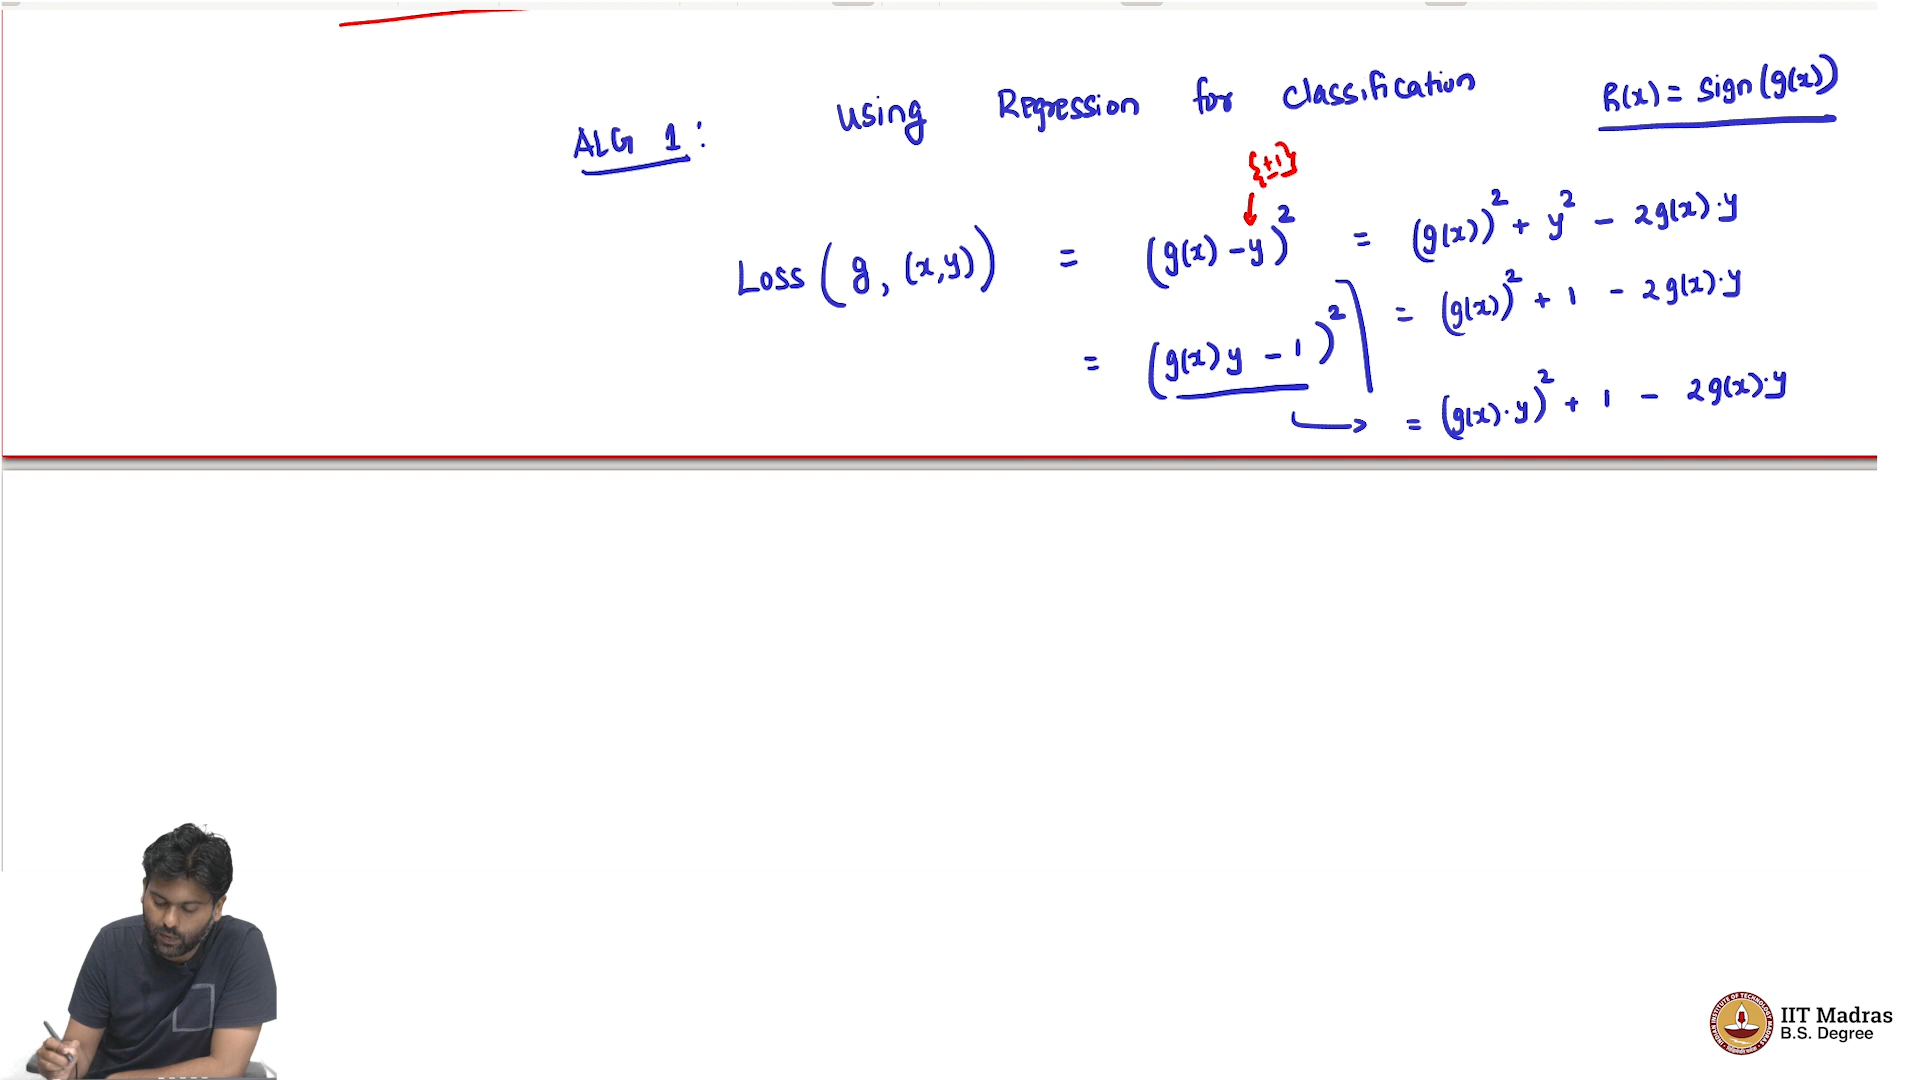 ALG 1 : Using Regression for classification h(x) = sign(g(x))
{±1}
Loss(g, (x,y)) = (g(x) - y)² = (g(x))² + y² - 2g(x)·y
= (g(x))² + 1 - 2g(x)·y
= (g(x)y - 1)²
= (g(x)·y)² + 1 - 2g(x)·y
IIT Madras
B.S. Degree